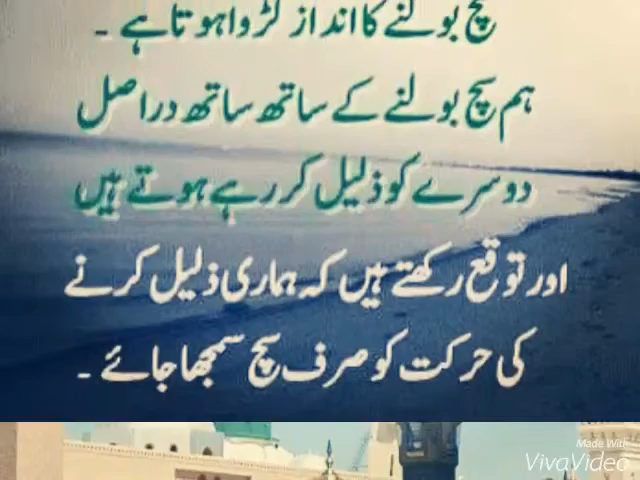 سچ بولنے کا انداز کڑوا ہوتا ہے ۔
ہم سچ بولنے کے ساتھ ساتھ دراصل
دوسرے کو ذلیل کر رہے ہوتے ہیں
اور توقع رکھتے ہیں کہ ہماری ذلیل کرنے
کی حرکت کو صرف سچ سمجھا جائے ۔
Made With
VivaVideo